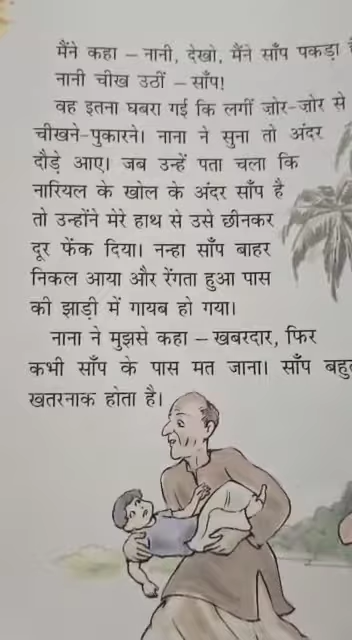 मैंने कहा – नानी, देखो, मैंने साँप पकड़ा
नानी चीख उठीं – साँप!
वह इतना घबरा गई कि लगीं ज़ोर-ज़ोर से
चीखने-पुकारने। नाना ने सुना तो अंदर
दौड़े आए। जब उन्हें पता चला कि
नारियल के खोल के अंदर साँप है
तो उन्होंने मेरे हाथ से उसे छीनकर
दूर फेंक दिया। नन्हा साँप बाहर
निकल आया और रेंगता हुआ पास
की झाड़ी में गायब हो गया।
नाना ने मुझसे कहा – खबरदार, फिर
कभी साँप के पास मत जाना। साँप
खतरनाक होता है।